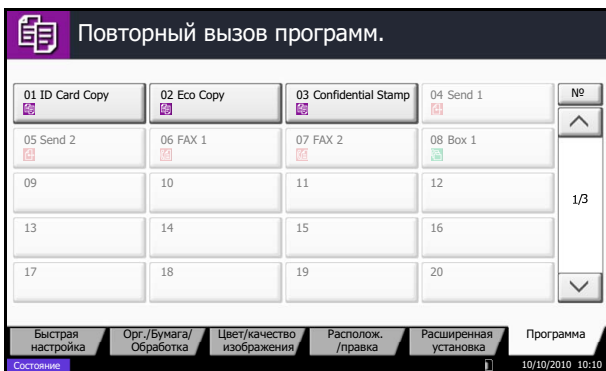 Повторный вызов программ.
01 ID Card Copy 02 Eco Copy 03 Confidential Stamp 04 Send 1 №
05 Send 2 06 FAX 1 07 FAX 2 08 Box 1
09 10 11 12 1/3
13 14 15 16
17 18 19 20
Быстрая настройка Орг./Бумага/ Обработка Цвет/качество изображения Располож. /правка Расширенная установка Программа
Состояние 10/10/2010 10:10